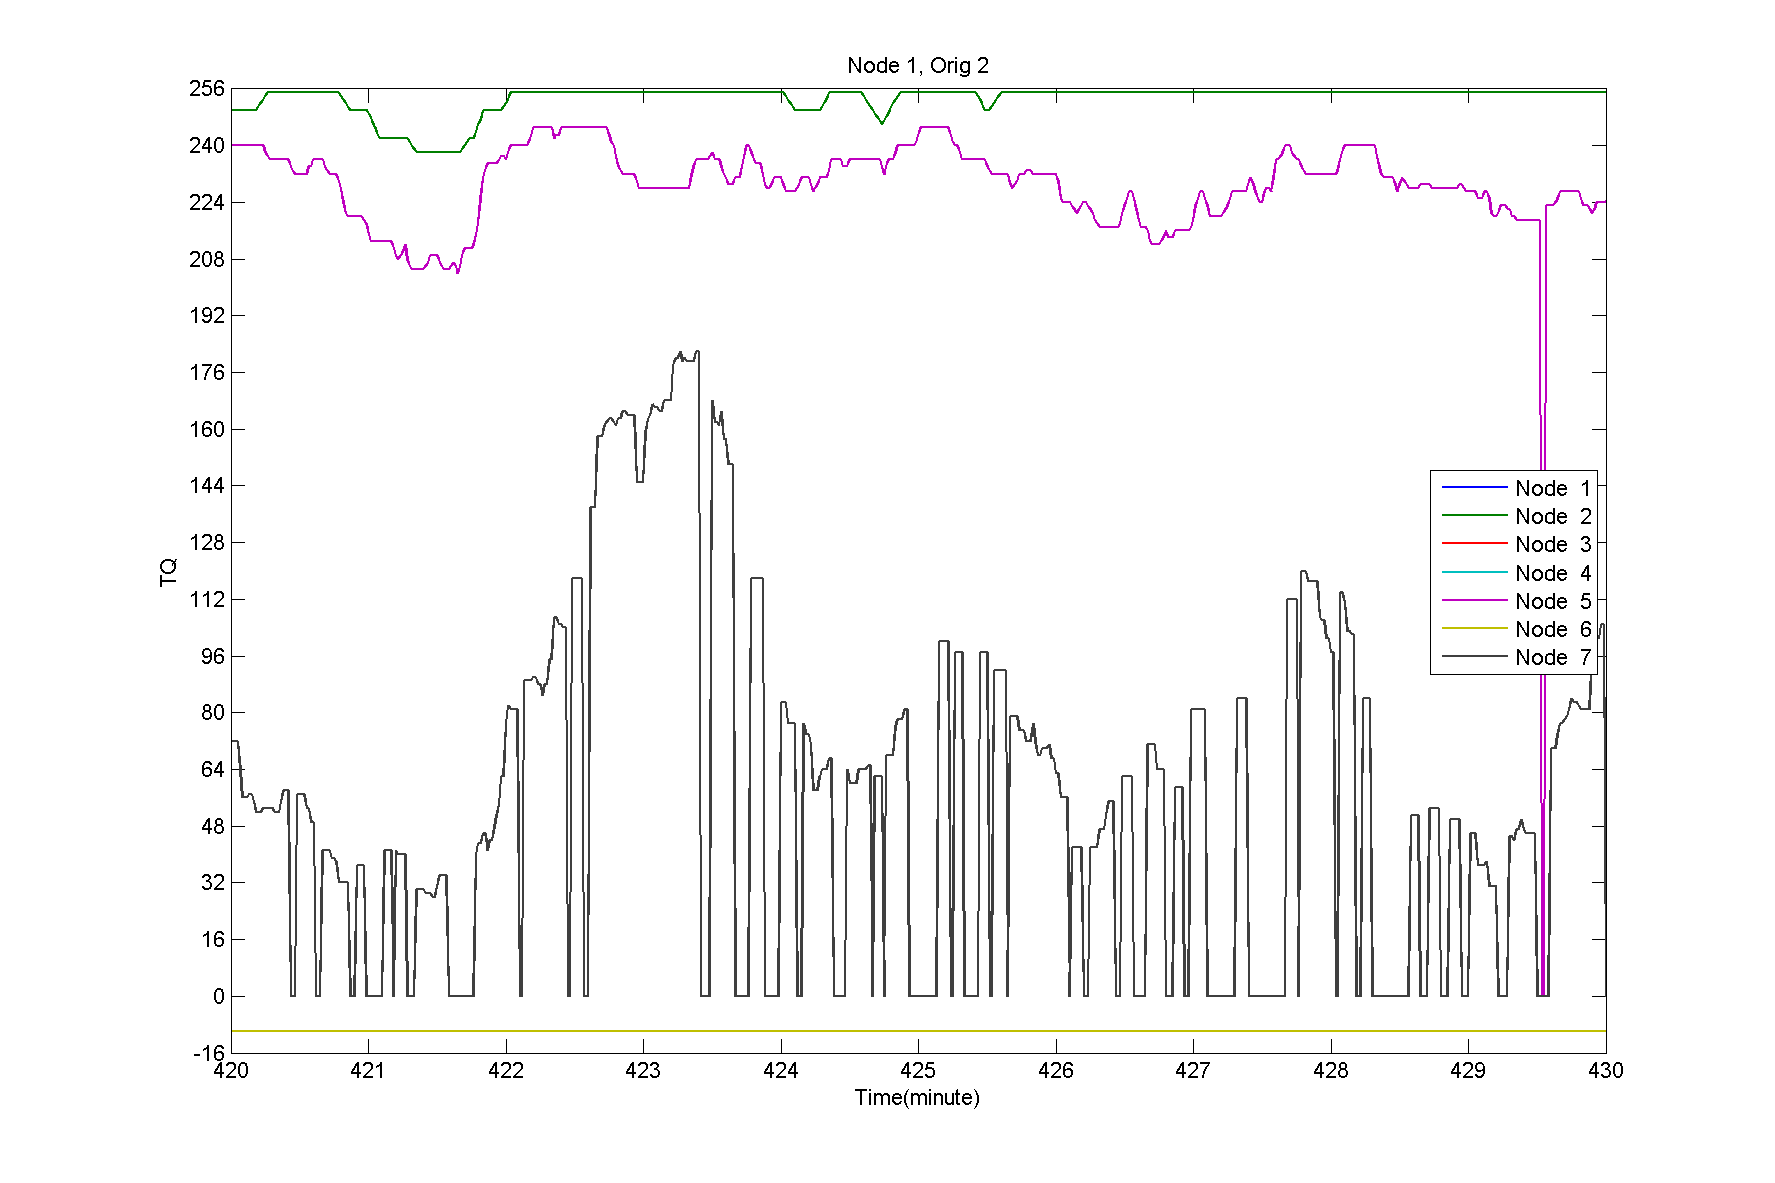 Node 1, Orig 2
256
240
224
208
192
176
160
144
128
112
96
80
64
48
32
16
0
-16
TQ
Node 1
Node 2
Node 3
Node 4
Node 5
Node 6
Node 7
420 421 422 423 424 425 426 427 428 429 430
Time(minute)